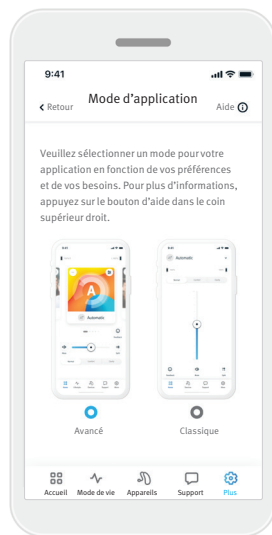 9:41
Retour
Mode d'application
Aide
Veuillez sélectionner un mode pour votre
application en fonction de vos préférences
et de vos besoins. Pour plus d'informations,
appuyez sur le bouton d'aide dans le coin
supérieur droit.
A
Automatic
Automatic
Avancé
Classique
Accueil
Mode de vie
Appareils
Support
Plus